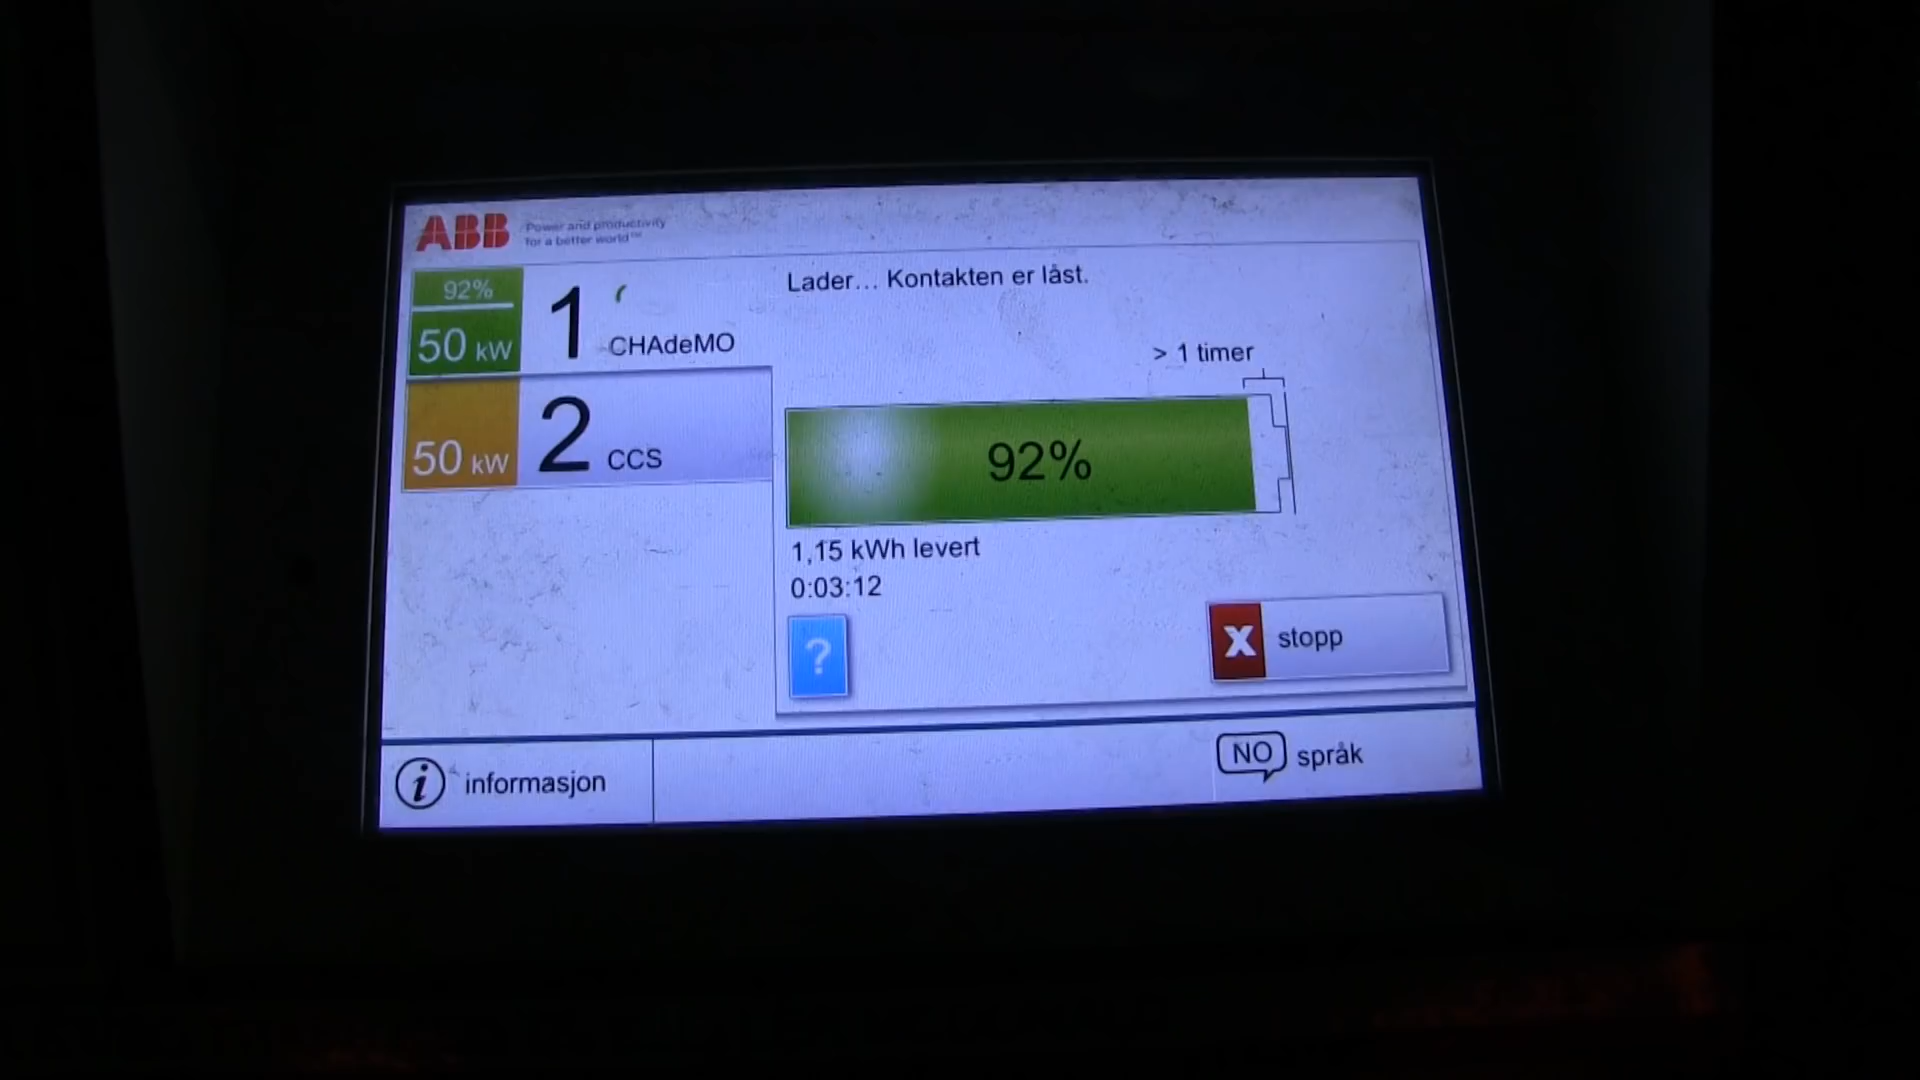 ABB
Power and productivity
for a better world™
92%
50 kW
1
CHAdeMO
50 kW
2
CCS
Lader... Kontakten er låst.
> 1 timer
92%
1,15 kWh levert
0:03:12
?
X stopp
i informasjon
NO språk